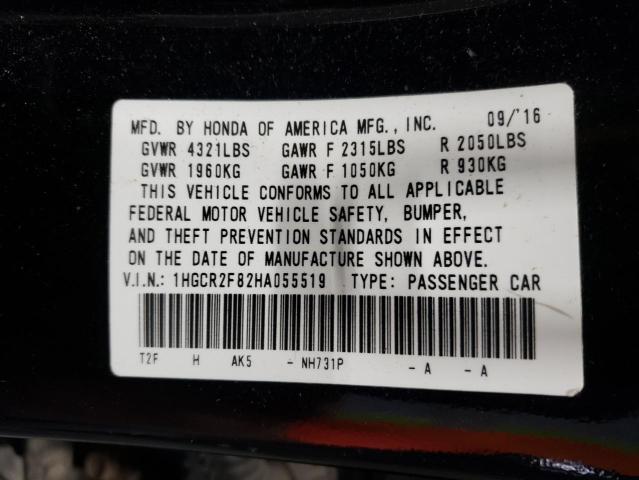 MFD. BY HONDA OF AMERICA MFG., INC. 09/'16
GVWR 4321LBS GAWR F 2315LBS R 2050LBS
GVWR 1960KG GAWR F 1050KG R 930KG
THIS VEHICLE CONFORMS TO ALL APPLICABLE
FEDERAL MOTOR VEHICLE SAFETY, BUMPER,
AND THEFT PREVENTION STANDARDS IN EFFECT
ON THE DATE OF MANUFACTURE SHOWN ABOVE.
V.I.N.: 1HGCR2F82HA055519 TYPE: PASSENGER CAR
T2F H AK5 - NH731P - A - A